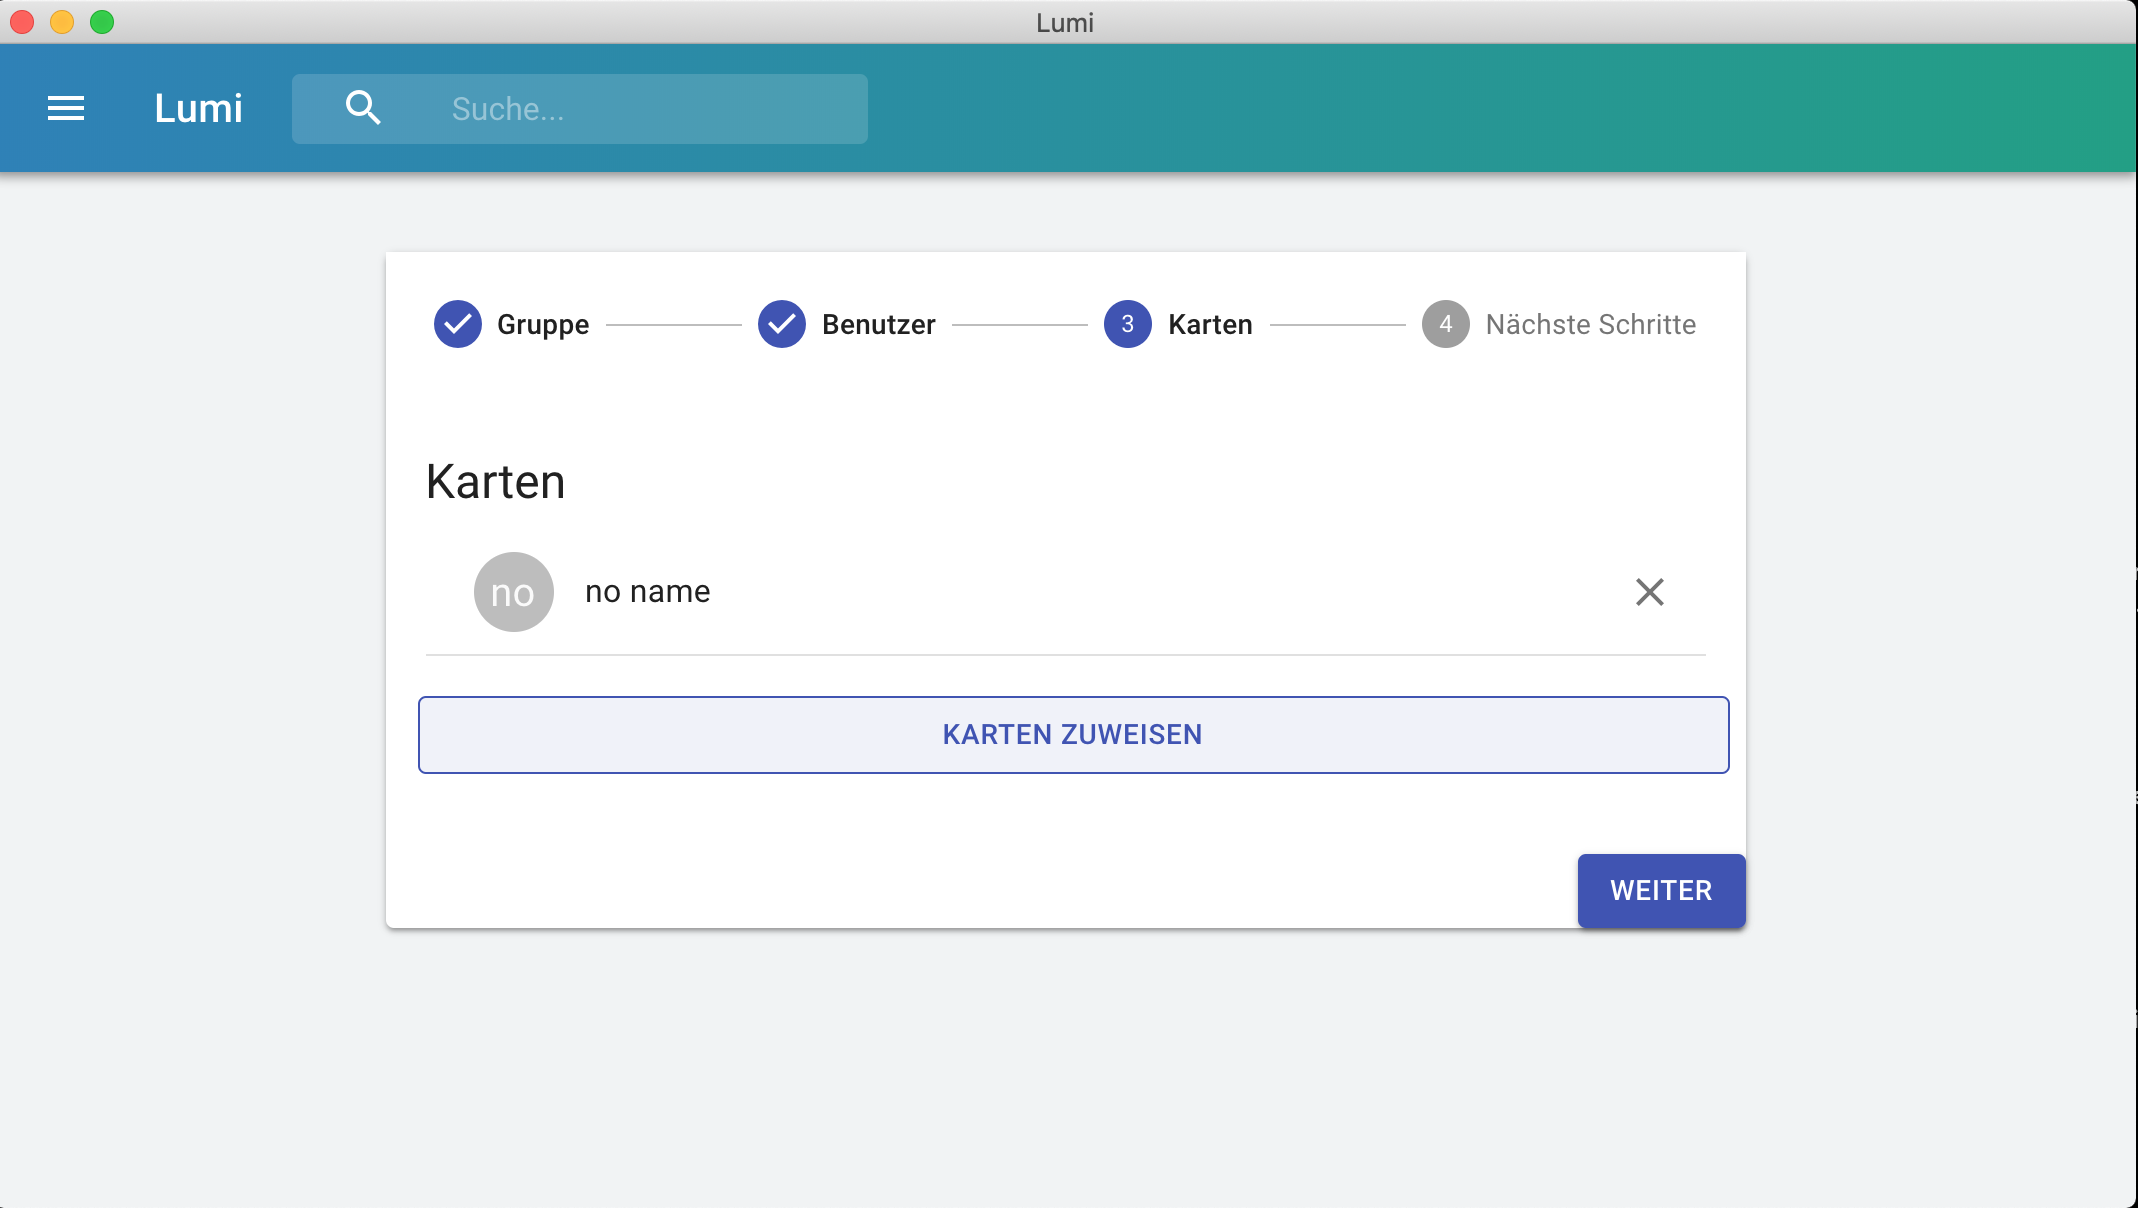 Lumi
Lumi
Suche...
Gruppe
Benutzer
3 Karten
4 Nächste Schritte
Karten
no no name
KARTEN ZUWEISEN
WEITER